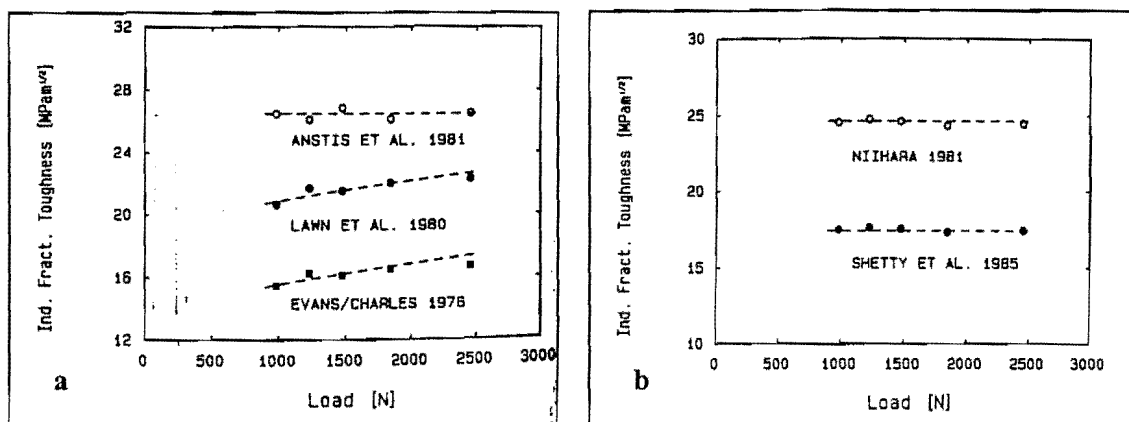 Ind. Fract. Toughness [MPam¹/²]
32
28
24
20
16
12
ANSTIS ET AL. 1981
LAWN ET AL. 1980
EVANS/CHARLES 1976
0 500 1000 1500 2000 2500 3000
a
Load [N]
Ind. Fract. Toughness [MPam¹/²]
30
25
20
15
10
NIIHARA 1981
SHETTY ET AL. 1985
0 500 1000 1500 2000 2500 3000
b
Load [N]